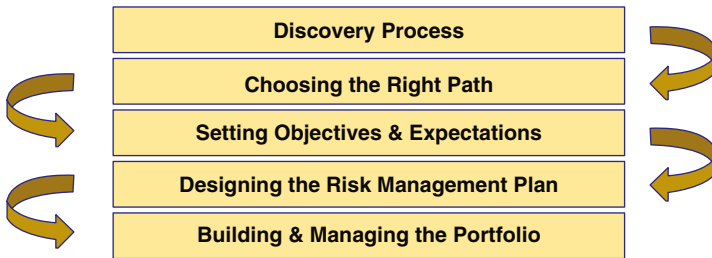 Discovery Process
Choosing the Right Path
Setting Objectives & Expectations
Designing the Risk Management Plan
Building & Managing the Portfolio